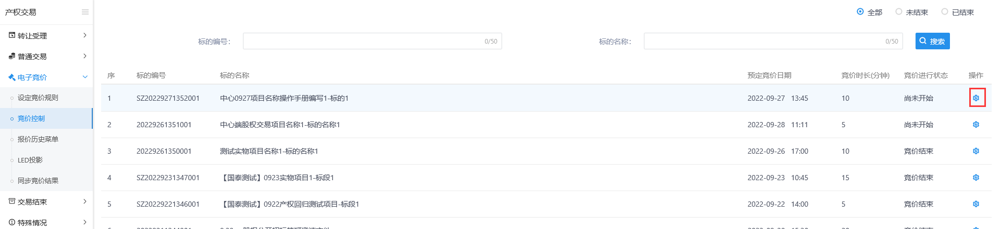 产权交易
全部 未结束 已结束
转让受理
普通交易
电子竞价
设定竞价规则
竞价控制
报价历史菜单
LED投影
同步竞价结果
交易结束
特殊情况
标的编号： 0/50 标的名称： 0/50 搜索
序 标的编号 标的名称 预定竞价日期 竞价时长(分钟) 竞价进行状态 操作
1 SZ20229271352001 中心0927项目名称操作手册编写1-标的1 2022-09-27 13:45 10 尚未开始
2 20229261351001 中心端股权交易项目名称1-标的名称1 2022-09-28 11:11 5 尚未开始
3 20229261350001 测试实物项目名称1-标的名称1 2022-09-26 17:00 10 竞价结束
4 SZ20229231347001 【国泰测试】0923实物项目1-标段1 2022-09-23 10:45 15 竞价结束
5 SZ20229221346001 【国泰测试】0922产权回归测试项目-标段1 2022-09-22 14:00 5 竞价结束